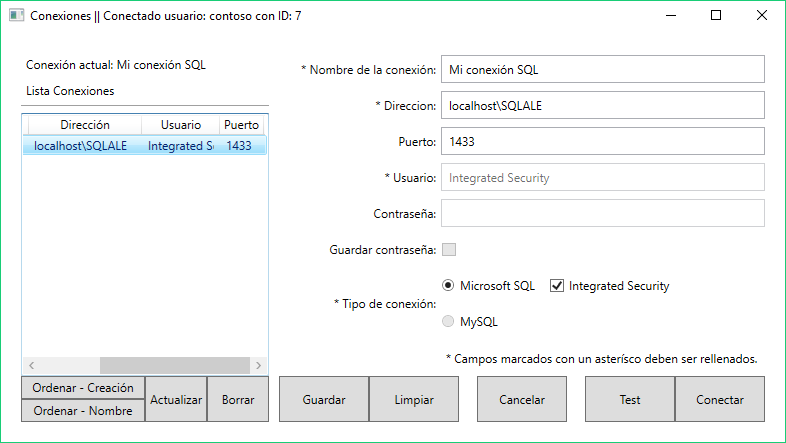 Conexiones || Conectado usuario: contoso con ID: 7
Conexión actual: Mi conexión SQL
Lista Conexiones
Dirección Usuario Puerto
localhost\SQLALE Integrated S 1433
Ordenar - Creación
Ordenar - Nombre
Actualizar
Borrar
* Nombre de la conexión: Mi conexión SQL
* Direccion: localhost\SQLALE
Puerto: 1433
* Usuario: Integrated Security
Contraseña:
Guardar contraseña:
* Tipo de conexión:
Microsoft SQL
Integrated Security
MySQL
* Campos marcados con un asterísco deben ser rellenados.
Guardar
Limpiar
Cancelar
Test
Conectar